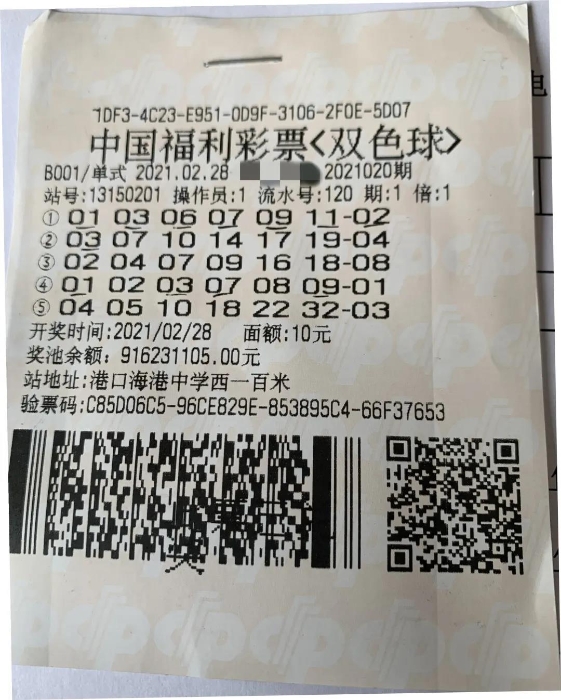 1DF3-4C23-E951-0D9F-3106-2F0E-5D07
中国福利彩票<双色球>
B001/单式 2021.02.28 2021020期
站号:13150201 操作员:1 流水号:120 期:1 倍:1
① 01 03 06 07 09 11-02
② 03 07 10 14 17 19-04
③ 02 04 07 09 16 18-08
④ 01 02 03 07 08 09-01
⑤ 04 05 10 18 22 32-03
开奖时间:2021/02/28 面额:10元
奖池余额: 916231105.00元
站地址:港口海港中学西一百米
验票码:C85D06C5-96CE829E-853895C4-66F37653
电